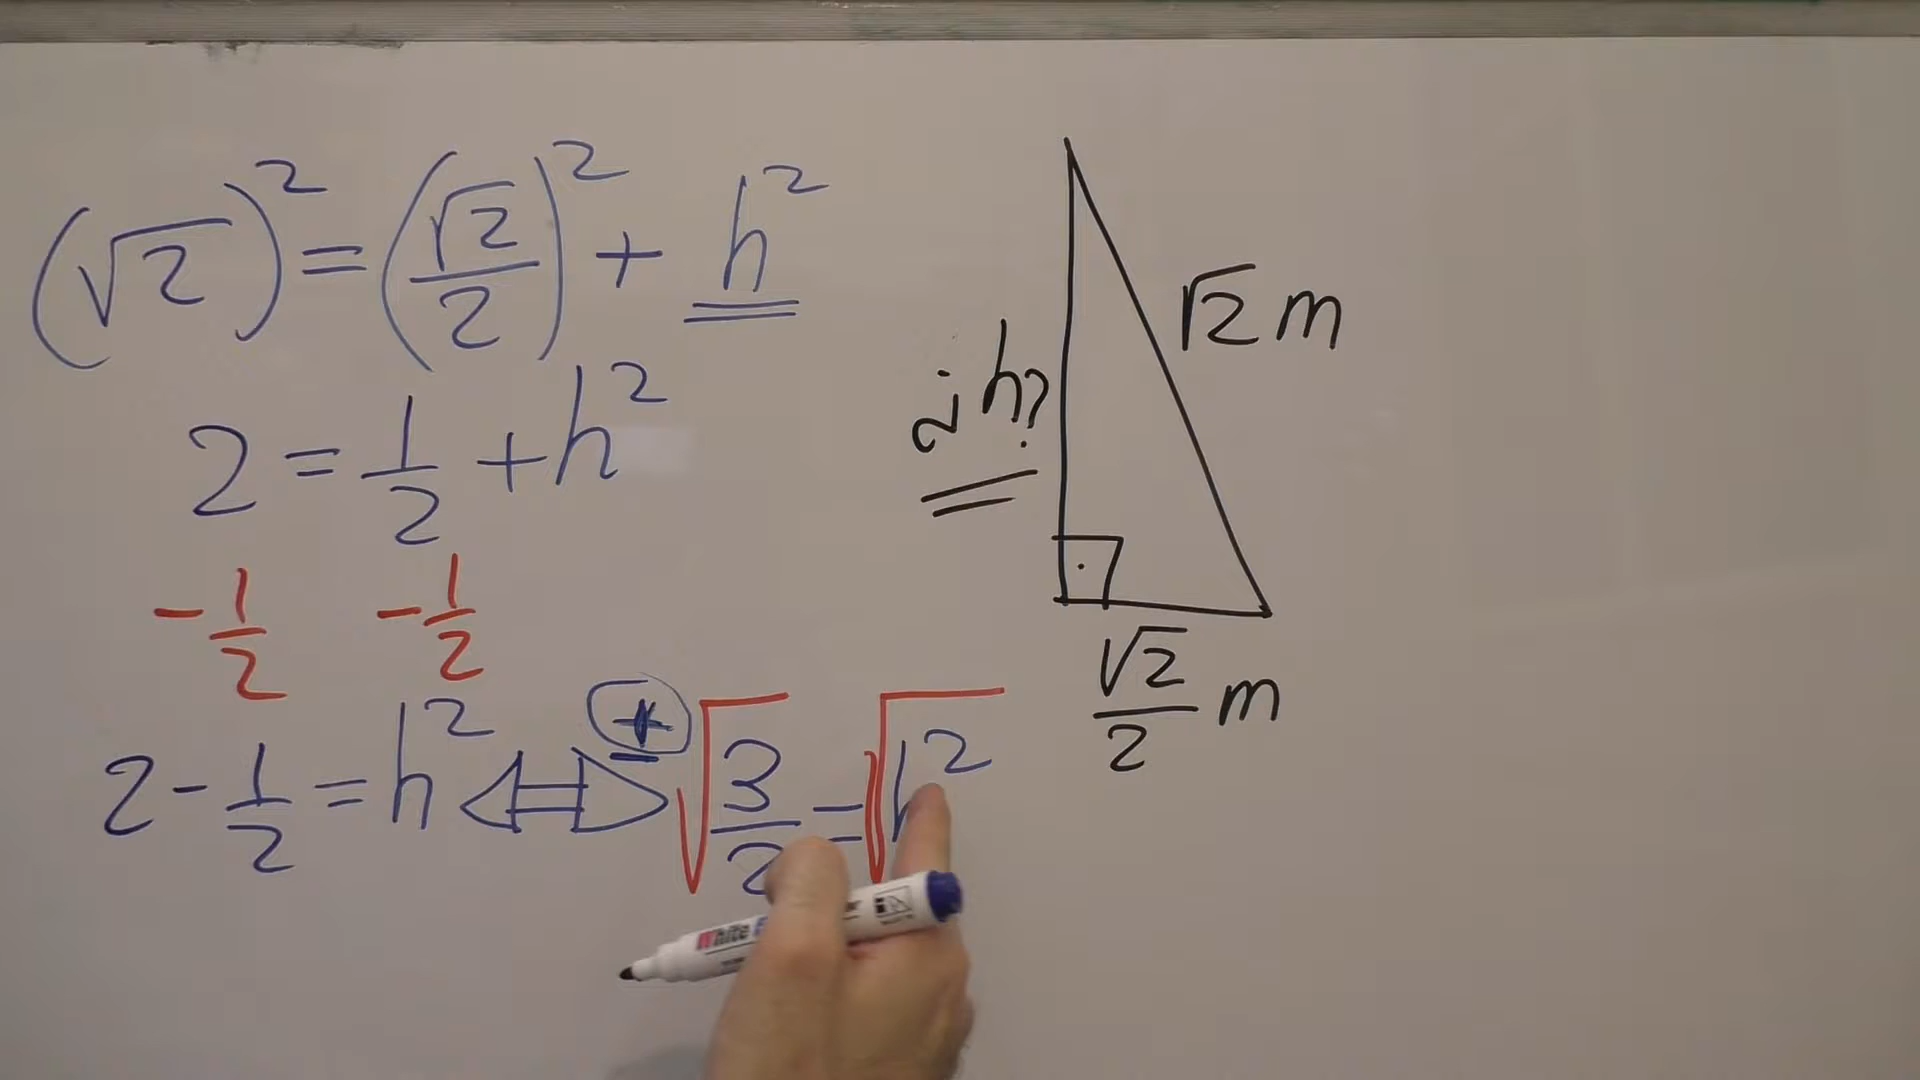 (√2)² = (√2/2)² + h²
2 = 1/2 + h²
-1/2 -1/2
2 - 1/2 = h² ⇔ ± √3/2 = √h²
¿h?
√2 m
√2/2 m
White